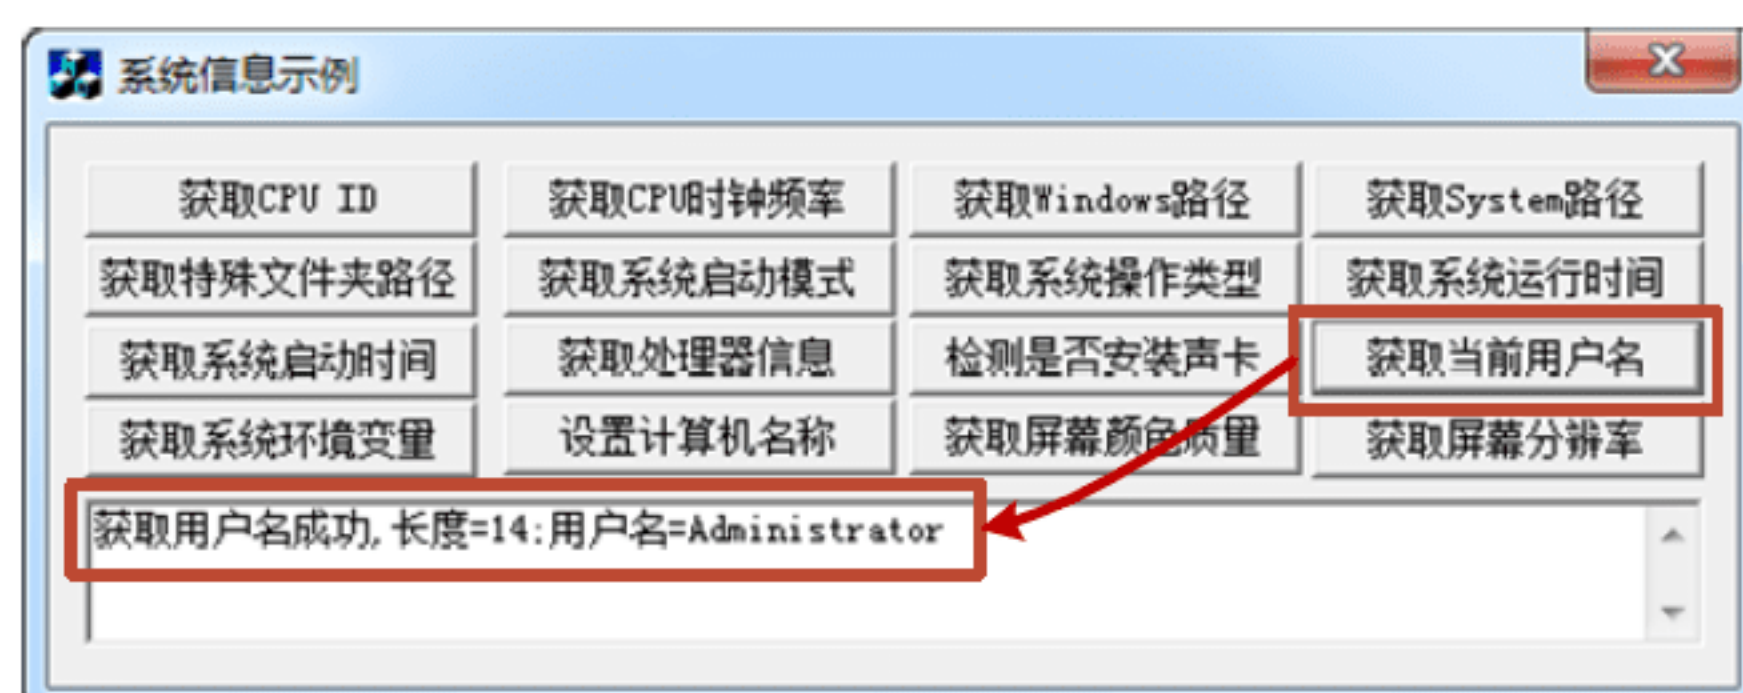 系统信息示例
获取CPU ID 获取CPU时钟频率 获取Windows路径 获取System路径
获取特殊文件夹路径 获取系统启动模式 获取系统操作类型 获取系统运行时间
获取系统启动时间 获取处理器信息 检测是否安装声卡 获取当前用户名
获取系统环境变量 设置计算机名称 获取屏幕颜色质量 获取屏幕分辨率
获取用户名成功,长度=14:用户名=Administrator